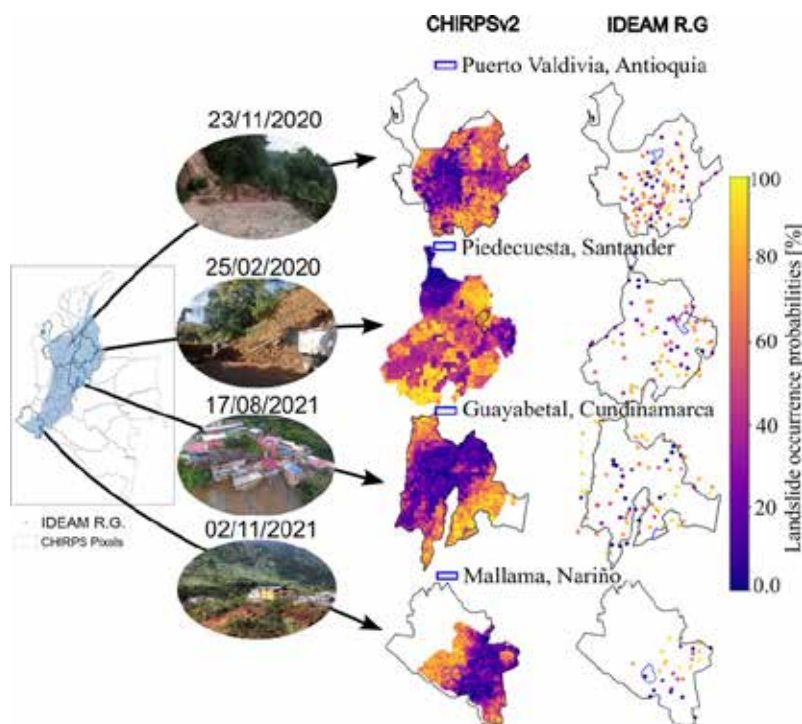 CHIRPSv2
IDEAM R.G
Puerto Valdivia, Antioquia
23/11/2020
Piedecuesta, Santander
25/02/2020
Guayabetal, Cundinamarca
17/08/2021
Mallama, Nariño
02/11/2021
IDEAM R.G.
CHIRPS Pixels
100
80
60
40
20
0.0
Landslide occurrence probabilities [%]